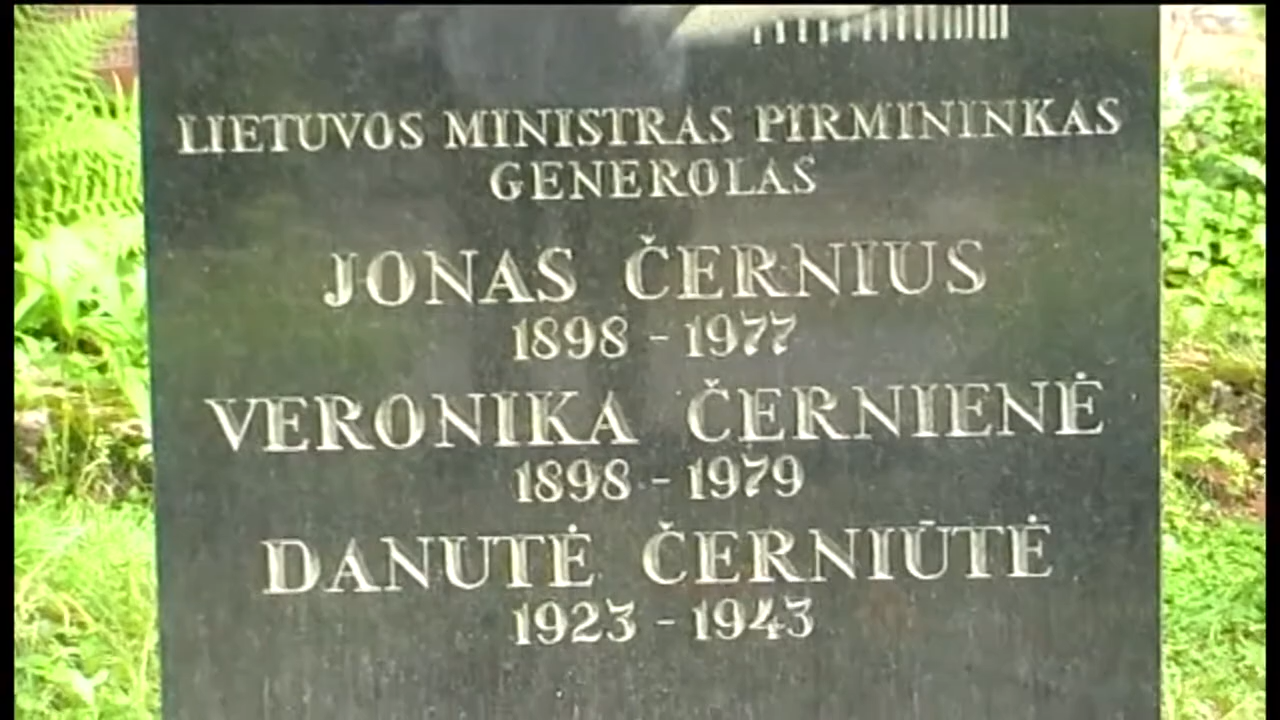 LIETUVOS MINISTRAS PIRMININKAS
GENEROLAS
JONAS ČERNIUS
1898 - 1977
VERONIKA ČERNIENĖ
1898 - 1979
DANUTĖ ČERNIŪTĖ
1923 - 1943